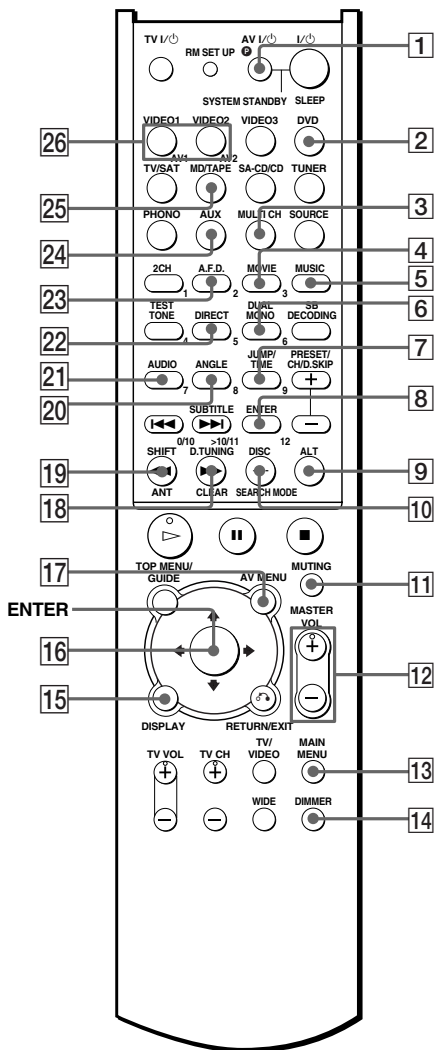 TV I/⏻ AV I/⏻ I/⏻
RM SET UP P
1
SYSTEM STANDBY SLEEP
VIDEO1 VIDEO2 VIDEO3 DVD
26 2
AV1 AV2
TV/SAT MD/TAPE SA-CD/CD TUNER
25
PHONO AUX MULTI CH SOURCE
24 3
2CH A.F.D. MOVIE MUSIC
4
23 1 2 3 5
TEST TONE DIRECT DUAL MONO SB DECODING
22 4 5 6 6
AUDIO ANGLE JUMP/TIME PRESET/CH/D.SKIP
+
21 7 8 9 7
20
SUBTITLE ENTER
⏮ ⏭ − 8
0/10 >10/11 12
SHIFT D.TUNING DISC ALT
19 ◀◀ ▶▶ -/-- 9
18 10
ANT CLEAR SEARCH MODE
▷ ⏸ ■
17 11
TOP MENU/GUIDE AV MENU MUTING
ENTER MASTER VOL
+
16 12
−
15
DISPLAY RETURN/EXIT
TV VOL TV CH TV/VIDEO MAIN MENU
+ + 13
WIDE DIMMER
− − 14